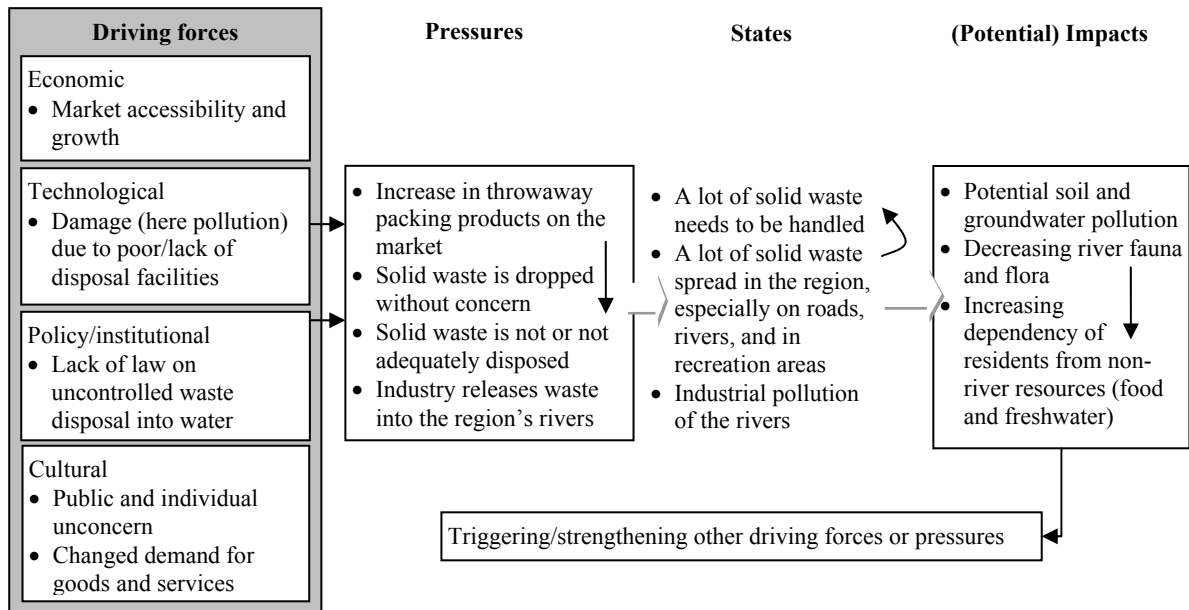 Driving forces
Economic
• Market accessibility and
growth
Technological
• Damage (here pollution)
due to poor/lack of
disposal facilities
Policy/institutional
• Lack of law on
uncontrolled waste
disposal into water
Cultural
• Public and individual
unconcern
• Changed demand for
goods and services
Pressures
• Increase in throwaway
packing products on the
market
• Solid waste is dropped
without concern
• Solid waste is not or not
adequately disposed
• Industry releases waste
into the region’s rivers
States
• A lot of solid waste
needs to be handled
• A lot of solid waste
spread in the region,
especially on roads,
rivers, and in
recreation areas
• Industrial pollution
of the rivers
(Potential) Impacts
• Potential soil and
groundwater pollution
• Decreasing river fauna
and flora
• Increasing
dependency of
residents from non-
river resources (food
and freshwater)
Triggering/strengthening other driving forces or pressures